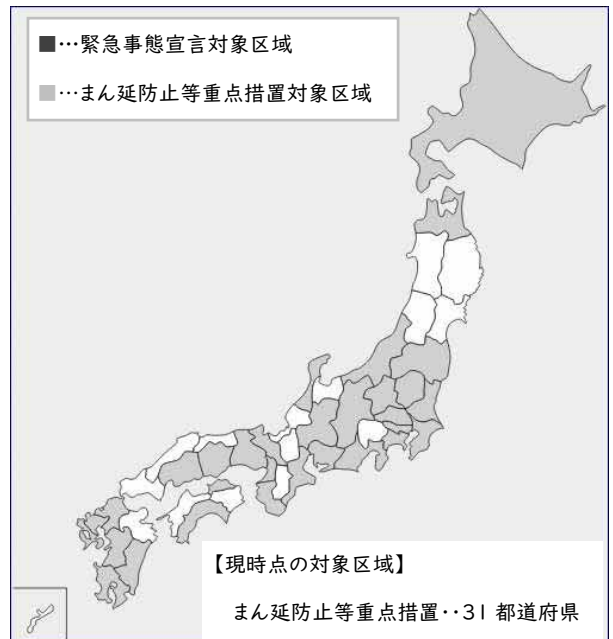 ■…緊急事態宣言対象区域
■…まん延防止等重点措置対象区域
【現時点の対象区域】
まん延防止等重点措置‥31 都道府県